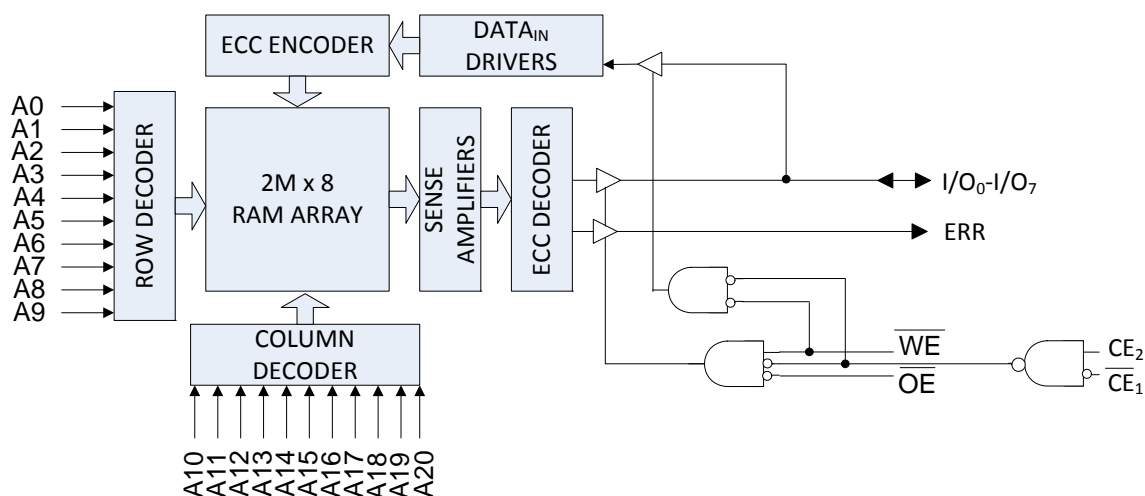 ECC ENCODER
DATAIN
DRIVERS
A0
A1
A2
A3
A4
A5
A6
A7
A8
A9
ROW DECODER
2M x 8
RAM ARRAY
SENSE
AMPLIFIERS
ECC DECODER
I/O0-I/O7
ERR
COLUMN
DECODER
WE
OE
CE2
CE1
A10
A11
A12
A13
A14
A15
A16
A17
A18
A19
A20